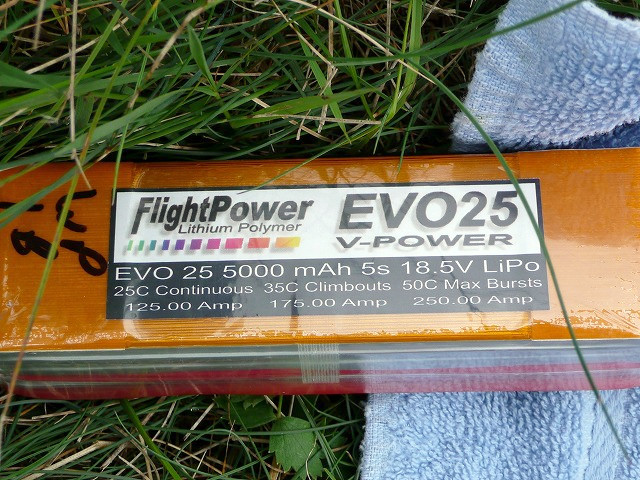 FlightPower
Lithium Polymer
EVO25
V-POWER
EVO 25 5000 mAh 5s 18.5V LiPo
25C Continuous 35C Climbouts 50C Max Bursts
125.00 Amp 175.00 Amp 250.00 Amp